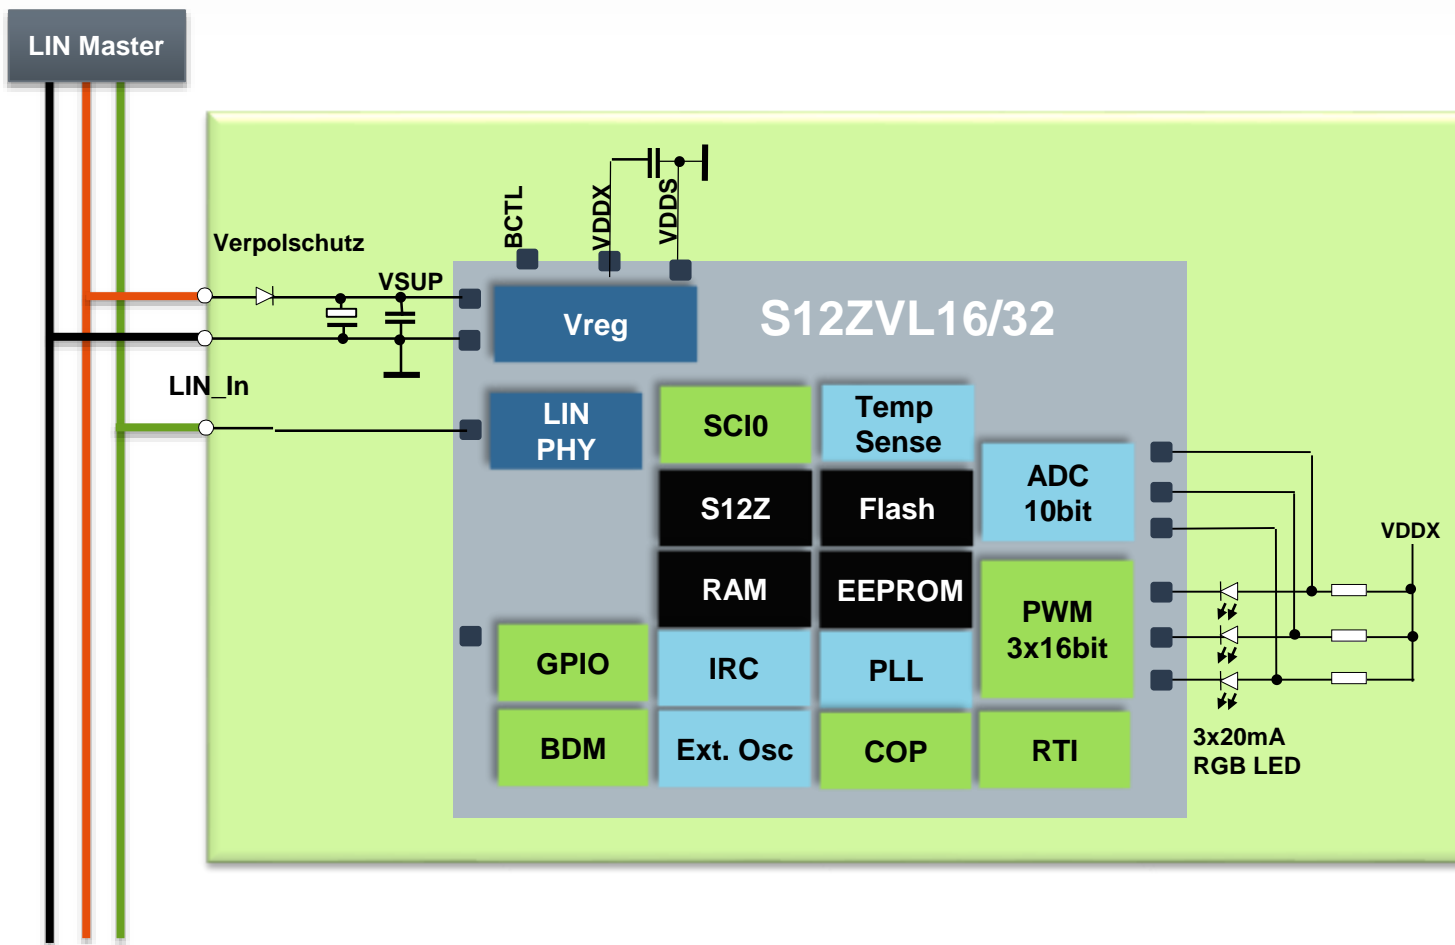 LIN Master
BCTL
VDDX
VDDS
Verpolschutz
VSUP
Vreg
S12ZVL16/32
LIN_In
LIN
PHY
SCI0
Temp
Sense
ADC
10bit
S12Z
Flash
VDDX
RAM
EEPROM
PWM
3x16bit
GPIO
IRC
PLL
BDM
Ext. Osc
COP
RTI
3x20mA
RGB LED